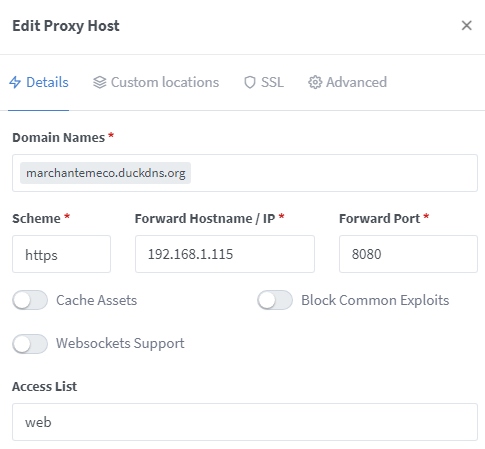 Edit Proxy Host ×
Details Custom locations SSL Advanced
Domain Names *
marchantemeco.duckdns.org
Scheme * Forward Hostname / IP * Forward Port *
https 192.168.1.115 8080
Cache Assets Block Common Exploits
Websockets Support
Access List
web